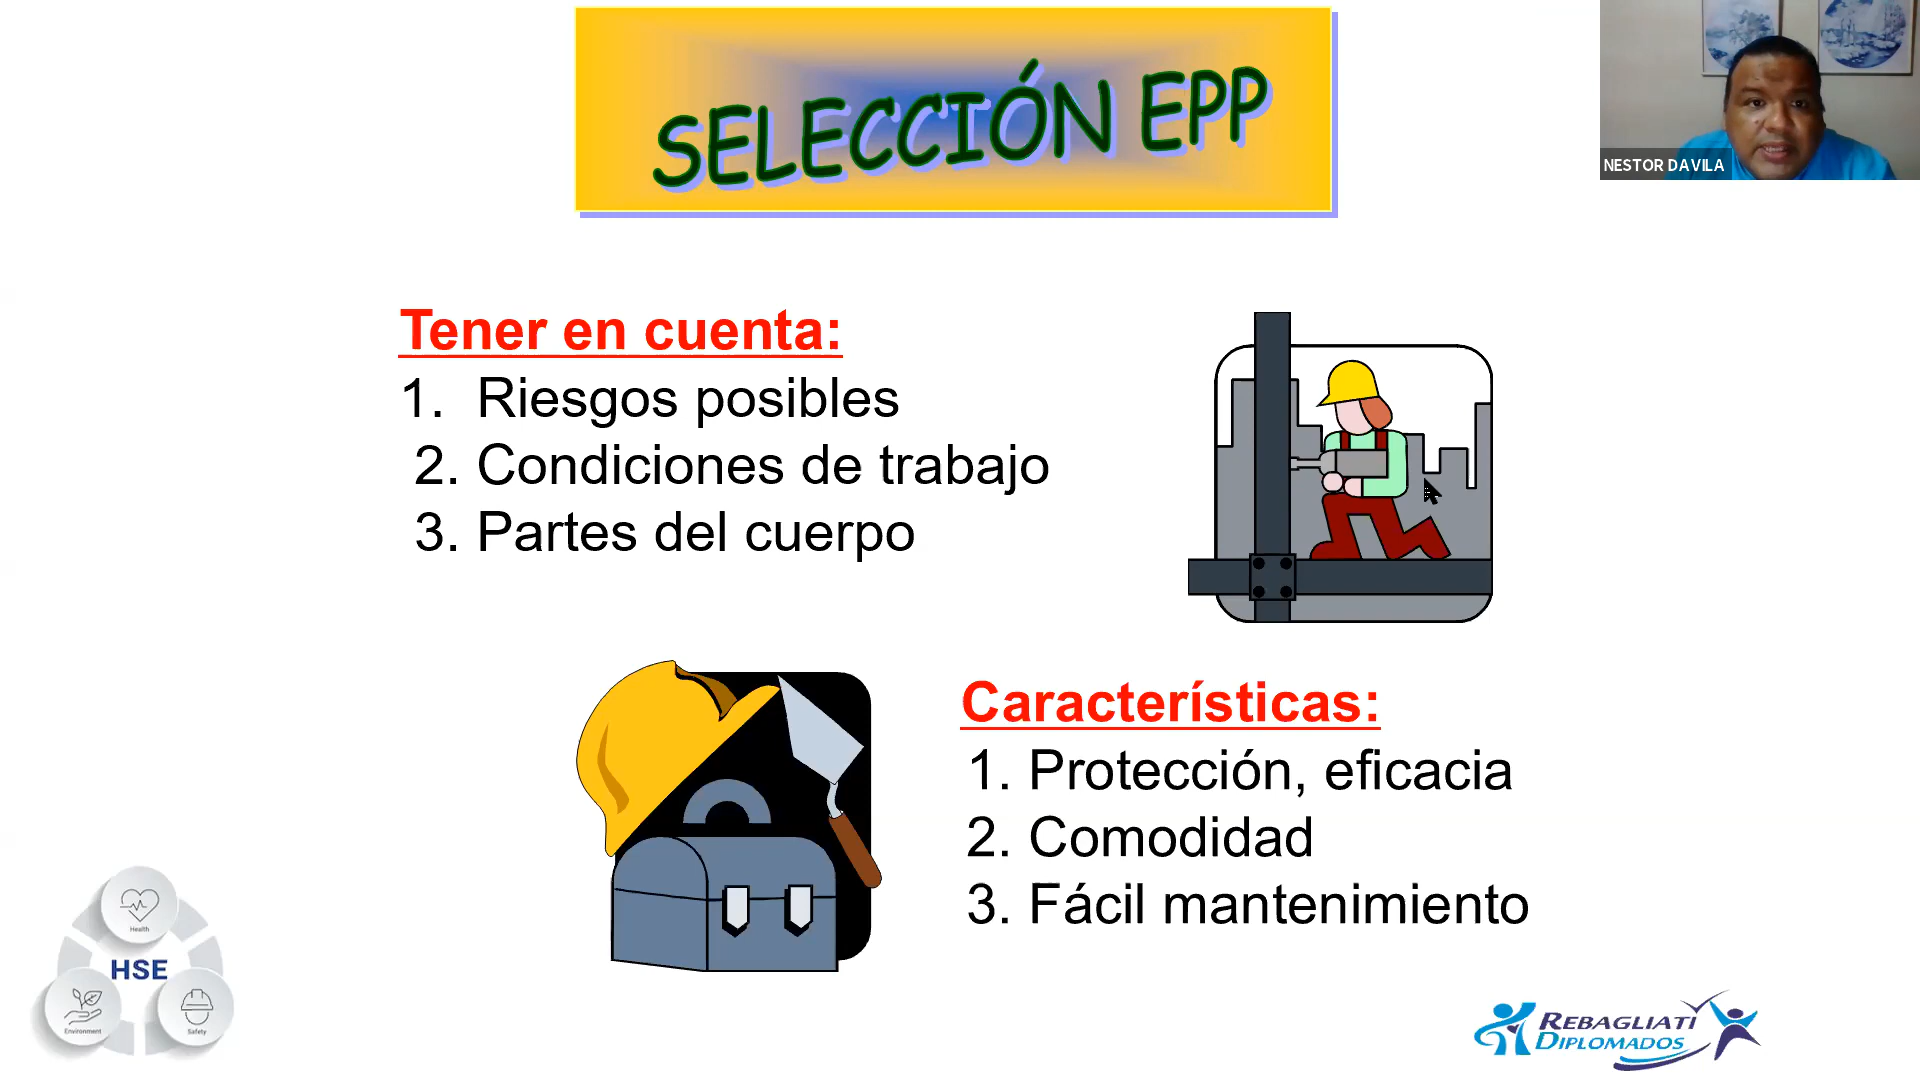 SELECCIÓN EPP
NESTOR DAVILA
Tener en cuenta:
1. Riesgos posibles
2. Condiciones de trabajo
3. Partes del cuerpo
Características:
1. Protección, eficacia
2. Comodidad
3. Fácil mantenimiento
Health
HSE
Environment
Safety
REBAGLIATI
DIPLOMADOS